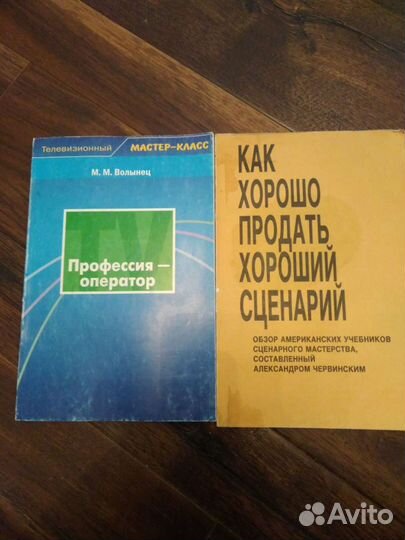 Телевизионный МАСТЕР-КЛАСС
М. М. Волынец
TV
Профессия —
оператор
КАК
ХОРОШО
ПРОДАТЬ
ХОРОШИЙ
СЦЕНАРИЙ
ОБЗОР АМЕРИКАНСКИХ УЧЕБНИКОВ
СЦЕНАРНОГО МАСТЕРСТВА,
СОСТАВЛЕННЫЙ
АЛЕКСАНДРОМ ЧЕРВИНСКИМ
Avito